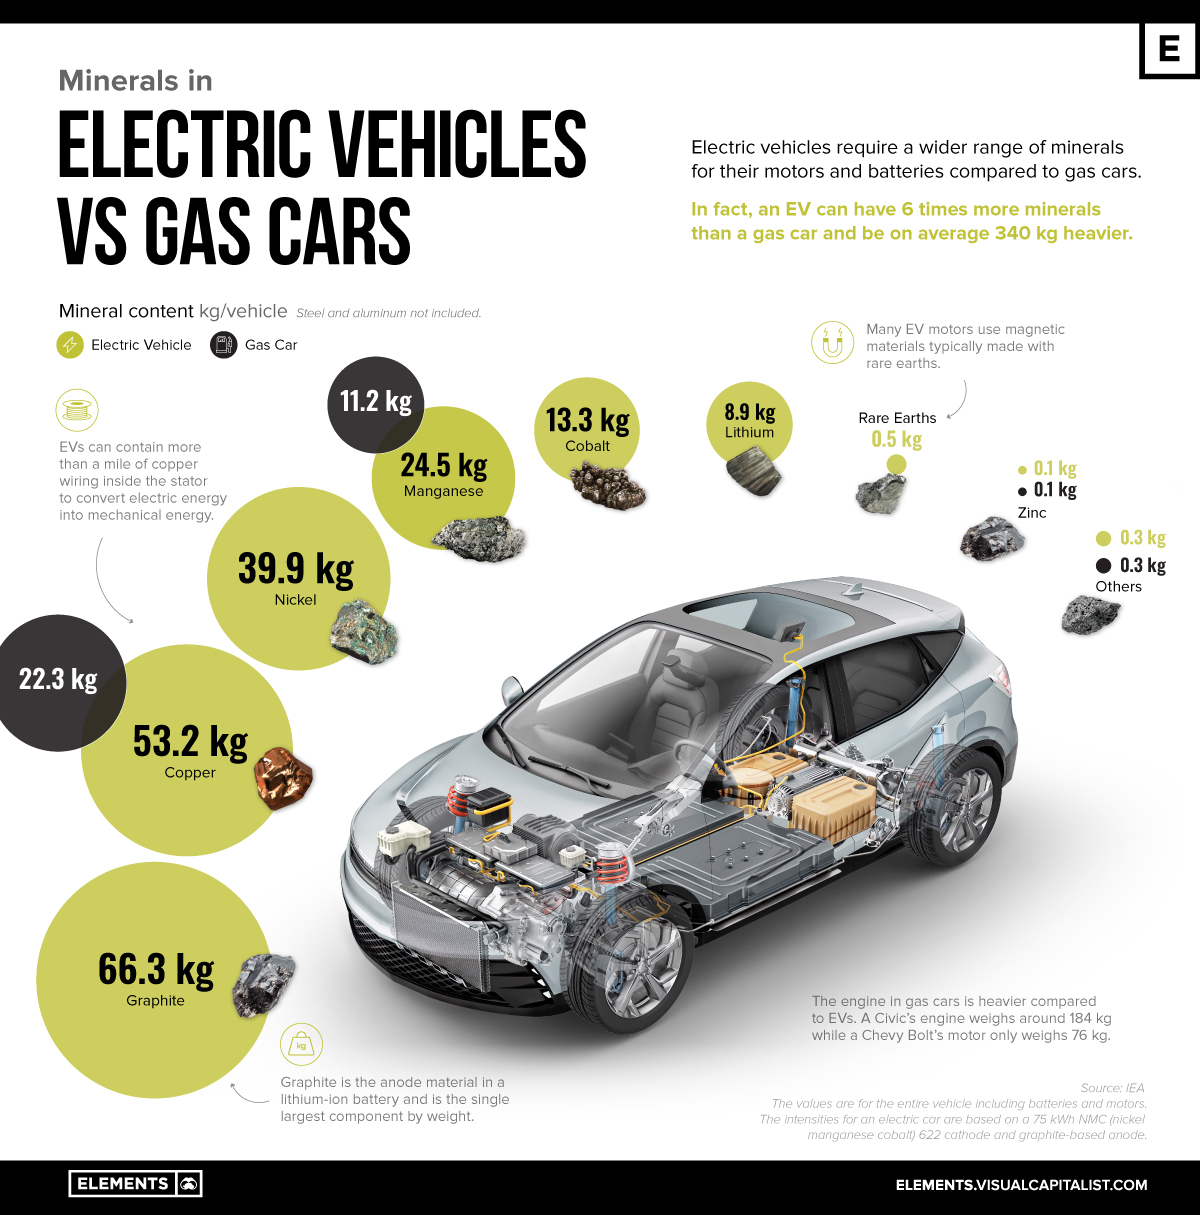 E
Minerals in
ELECTRIC VEHICLES
VS GAS CARS
Electric vehicles require a wider range of minerals
for their motors and batteries compared to gas cars.
In fact, an EV can have 6 times more minerals
than a gas car and be on average 340 kg heavier.
Mineral content kg/vehicle Steel and aluminum not included.
Electric Vehicle Gas Car
Many EV motors use magnetic
materials typically made with
rare earths.
EVs can contain more
than a mile of copper
wiring inside the stator
to convert electric energy
into mechanical energy.
11.2 kg
24.5 kg
Manganese
13.3 kg
Cobalt
8.9 kg
Lithium
Rare Earths
0.5 kg
0.1 kg
0.1 kg
Zinc
0.3 kg
0.3 kg
Others
39.9 kg
Nickel
22.3 kg
53.2 kg
Copper
66.3 kg
Graphite
kg
Graphite is the anode material in a
lithium-ion battery and is the single
largest component by weight.
The engine in gas cars is heavier compared
to EVs. A Civic's engine weighs around 184 kg
while a Chevy Bolt's motor only weighs 76 kg.
Source: IEA
The values are for the entire vehicle including batteries and motors.
The intensities for an electric car are based on a 75 kWh NMC (nickel
manganese cobalt) 622 cathode and graphite-based anode.
ELEMENTS
ELEMENTS.VISUALCAPITALIST.COM